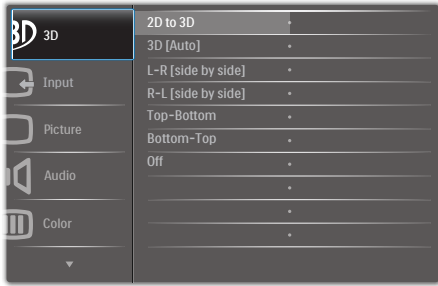 3D
3D
Input
Picture
Audio
Color
2D to 3D
3D [Auto]
L-R [side by side]
R-L [side by side]
Top-Bottom
Bottom-Top
Off